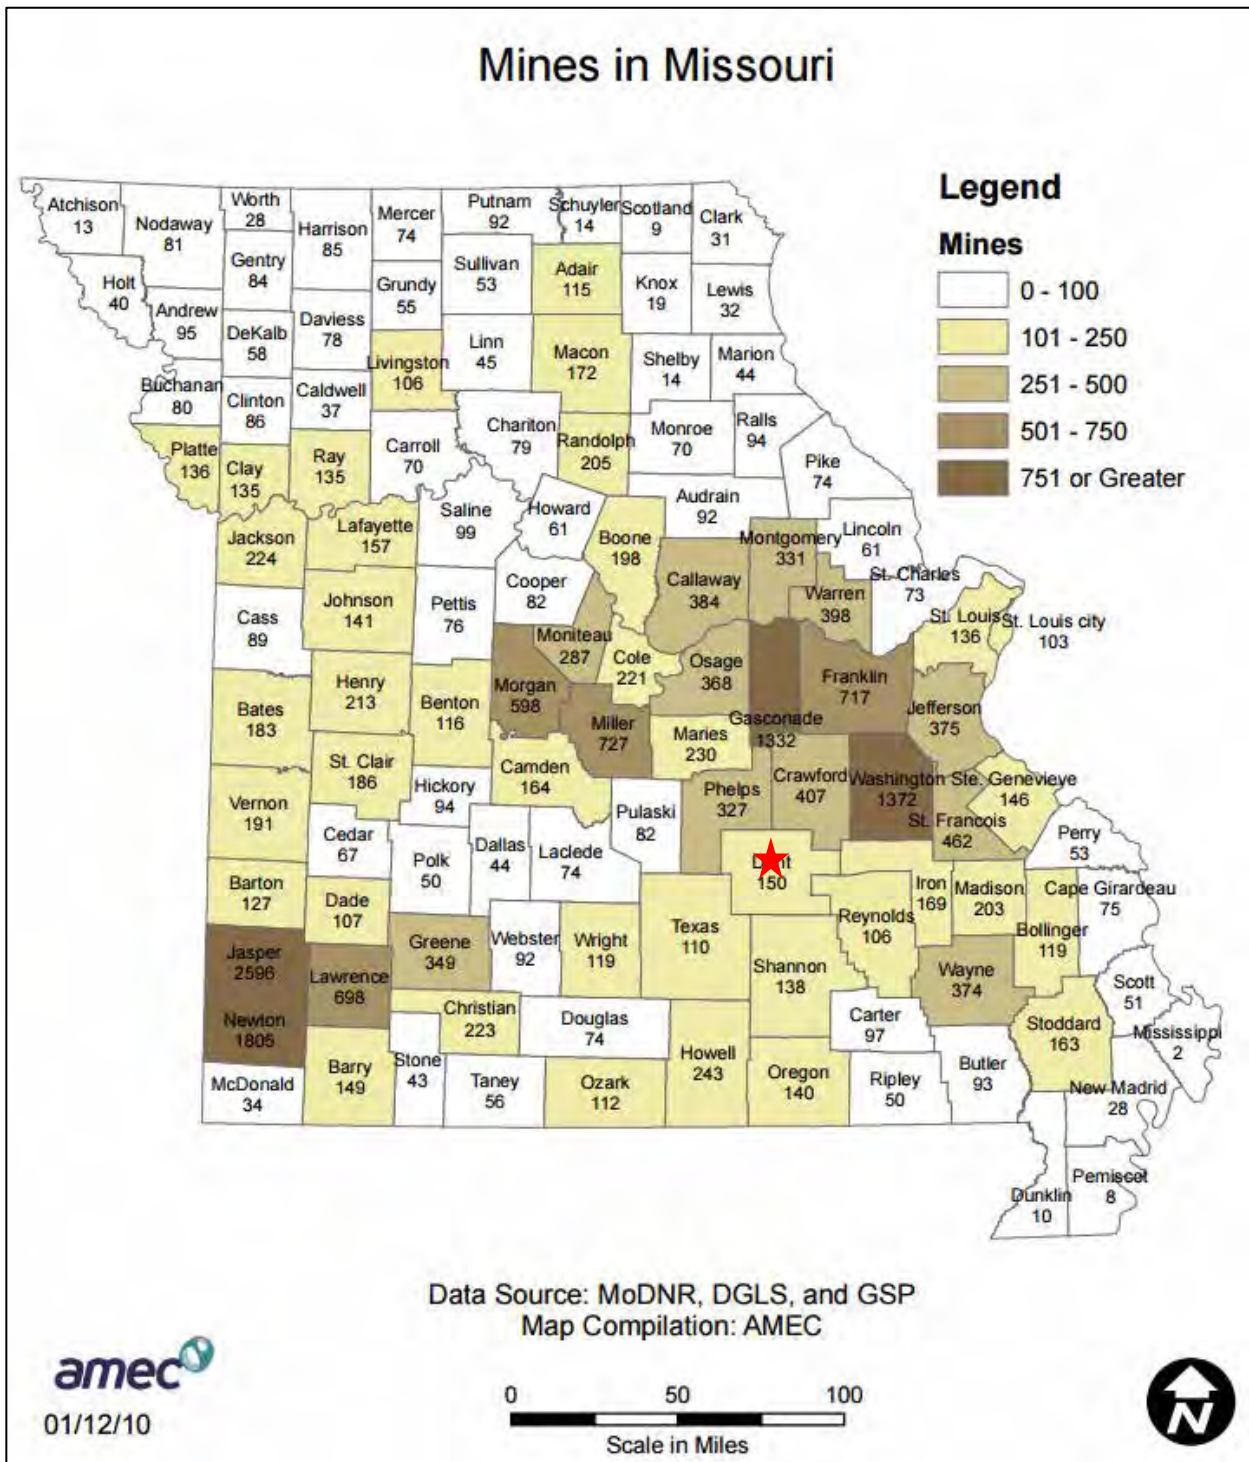 Mines in Missouri
Legend
Mines
0 - 100
101 - 250
251 - 500
501 - 750
751 or Greater
Atchison
13
Nodaway
81
Worth
28
Harrison
85
Mercer
74
Putnam
92
Schuyler
14
Scotland
9
Clark
31
Holt
40
Andrew
95
Gentry
84
DeKalb
58
Daviess
78
Grundy
55
Sullivan
53
Adair
115
Knox
19
Lewis
32
Buchanan
80
Clinton
86
Caldwell
37
Livingston
106
Linn
45
Macon
172
Shelby
14
Marion
44
Platte
136
Clay
135
Ray
135
Carroll
70
Chariton
79
Randolph
205
Monroe
70
Ralls
94
Pike
74
Jackson
224
Lafayette
157
Saline
99
Howard
61
Boone
198
Audrain
92
Montgomery
331
Lincoln
61
St. Charles
73
Cass
89
Johnson
141
Pettis
76
Cooper
82
Moniteau
287
Callaway
384
Warren
398
St. Louis
136
St. Louis city
103
Bates
183
Henry
213
Benton
116
Morgan
598
Cole
221
Osage
368
Gasconade
1332
Franklin
717
Jefferson
375
Miller
727
Maries
230
Vernon
191
St. Clair
186
Hickory
94
Camden
164
Pulaski
82
Phelps
327
Crawford
407
Washington
1372
Ste. Genevieve
146
St. Francois
462
Perry
53
Cedar
67
Polk
50
Dallas
44
Laclede
74
150
Barton
127
Dade
107
Greene
349
Webster
92
Wright
119
Texas
110
Reynolds
106
Iron
169
Madison
203
Cape Girardeau
75
Bollinger
119
Jasper
2596
Lawrence
698
Shannon
138
Wayne
374
Scott
51
Newton
1805
Christian
223
Douglas
74
Howell
243
Carter
97
Stoddard
163
Mississippi
2
McDonald
34
Barry
149
Stone
43
Taney
56
Ozark
112
Oregon
140
Ripley
50
Butler
93
New Madrid
28
Dunklin
10
Pemiscot
8
Data Source: MoDNR, DGLS, and GSP
Map Compilation: AMEC
amec
01/12/10
0 50 100
Scale in Miles
N